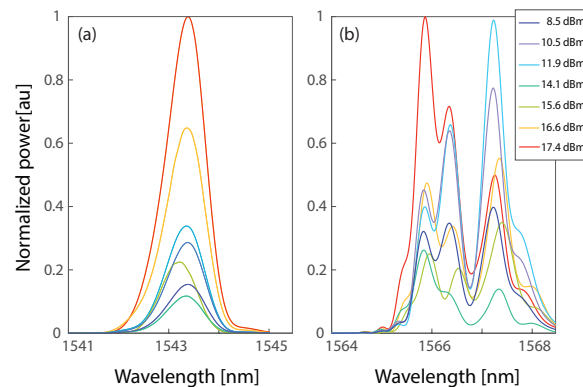 (a)
(b)
Normalized power[au]
1
0.8
0.6
0.4
0.2
0
1541
1543
1545
Wavelength [nm]
1
0.8
0.6
0.4
0.2
0
1564
1566
1568
Wavelength [nm]
8.5 dBm
10.5 dBm
11.9 dBm
14.1 dBm
15.6 dBm
16.6 dBm
17.4 dBm